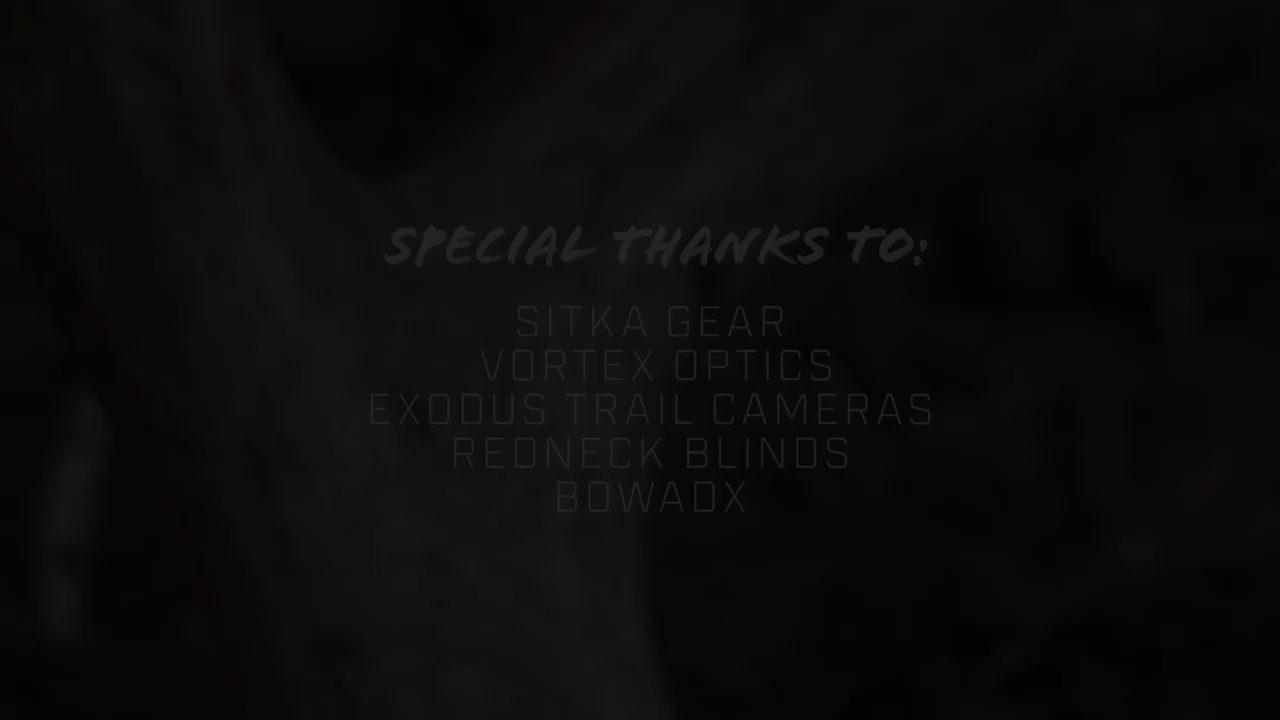 SPECIAL THANKS TO:
SITKA GEAR
VORTEX OPTICS
EXODUS TRAIL CAMERAS
REDNECK BLINDS
BOWADX